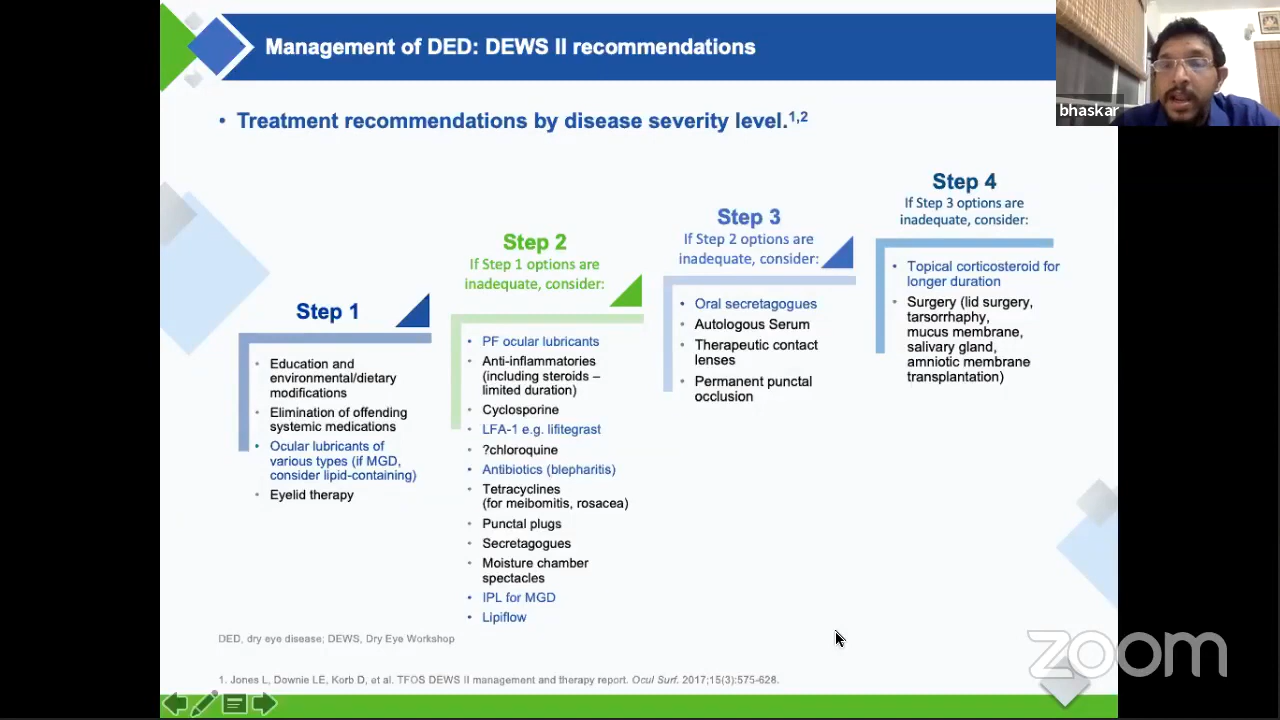 Management of DED: DEWS II recommendations
bhaskar
• Treatment recommendations by disease severity level.1,2
Step 1
• Education and
environmental/dietary
modifications
• Elimination of offending
systemic medications
• Ocular lubricants of
various types (if MGD,
consider lipid-containing)
• Eyelid therapy
Step 2
If Step 1 options are
inadequate, consider:
• PF ocular lubricants
• Anti-inflammatories
(including steroids –
limited duration)
• Cyclosporine
• LFA-1 e.g. lifitegrast
• ?chloroquine
• Antibiotics (blepharitis)
• Tetracyclines
(for meibomitis, rosacea)
• Punctal plugs
• Secretagogues
• Moisture chamber
spectacles
• IPL for MGD
• Lipiflow
Step 3
If Step 2 options are
inadequate, consider:
• Oral secretagogues
• Autologous Serum
• Therapeutic contact
lenses
• Permanent punctal
occlusion
Step 4
If Step 3 options are
inadequate, consider:
• Topical corticosteroid for
longer duration
• Surgery (lid surgery,
tarsorrhaphy,
mucus membrane,
salivary gland,
amniotic membrane
transplantation)
DED, dry eye disease; DEWS, Dry Eye Workshop
1. Jones L, Downie LE, Korb D, et al. TFOS DEWS II management and therapy report. Ocul Surf. 2017;15(3):575-628.
zoom